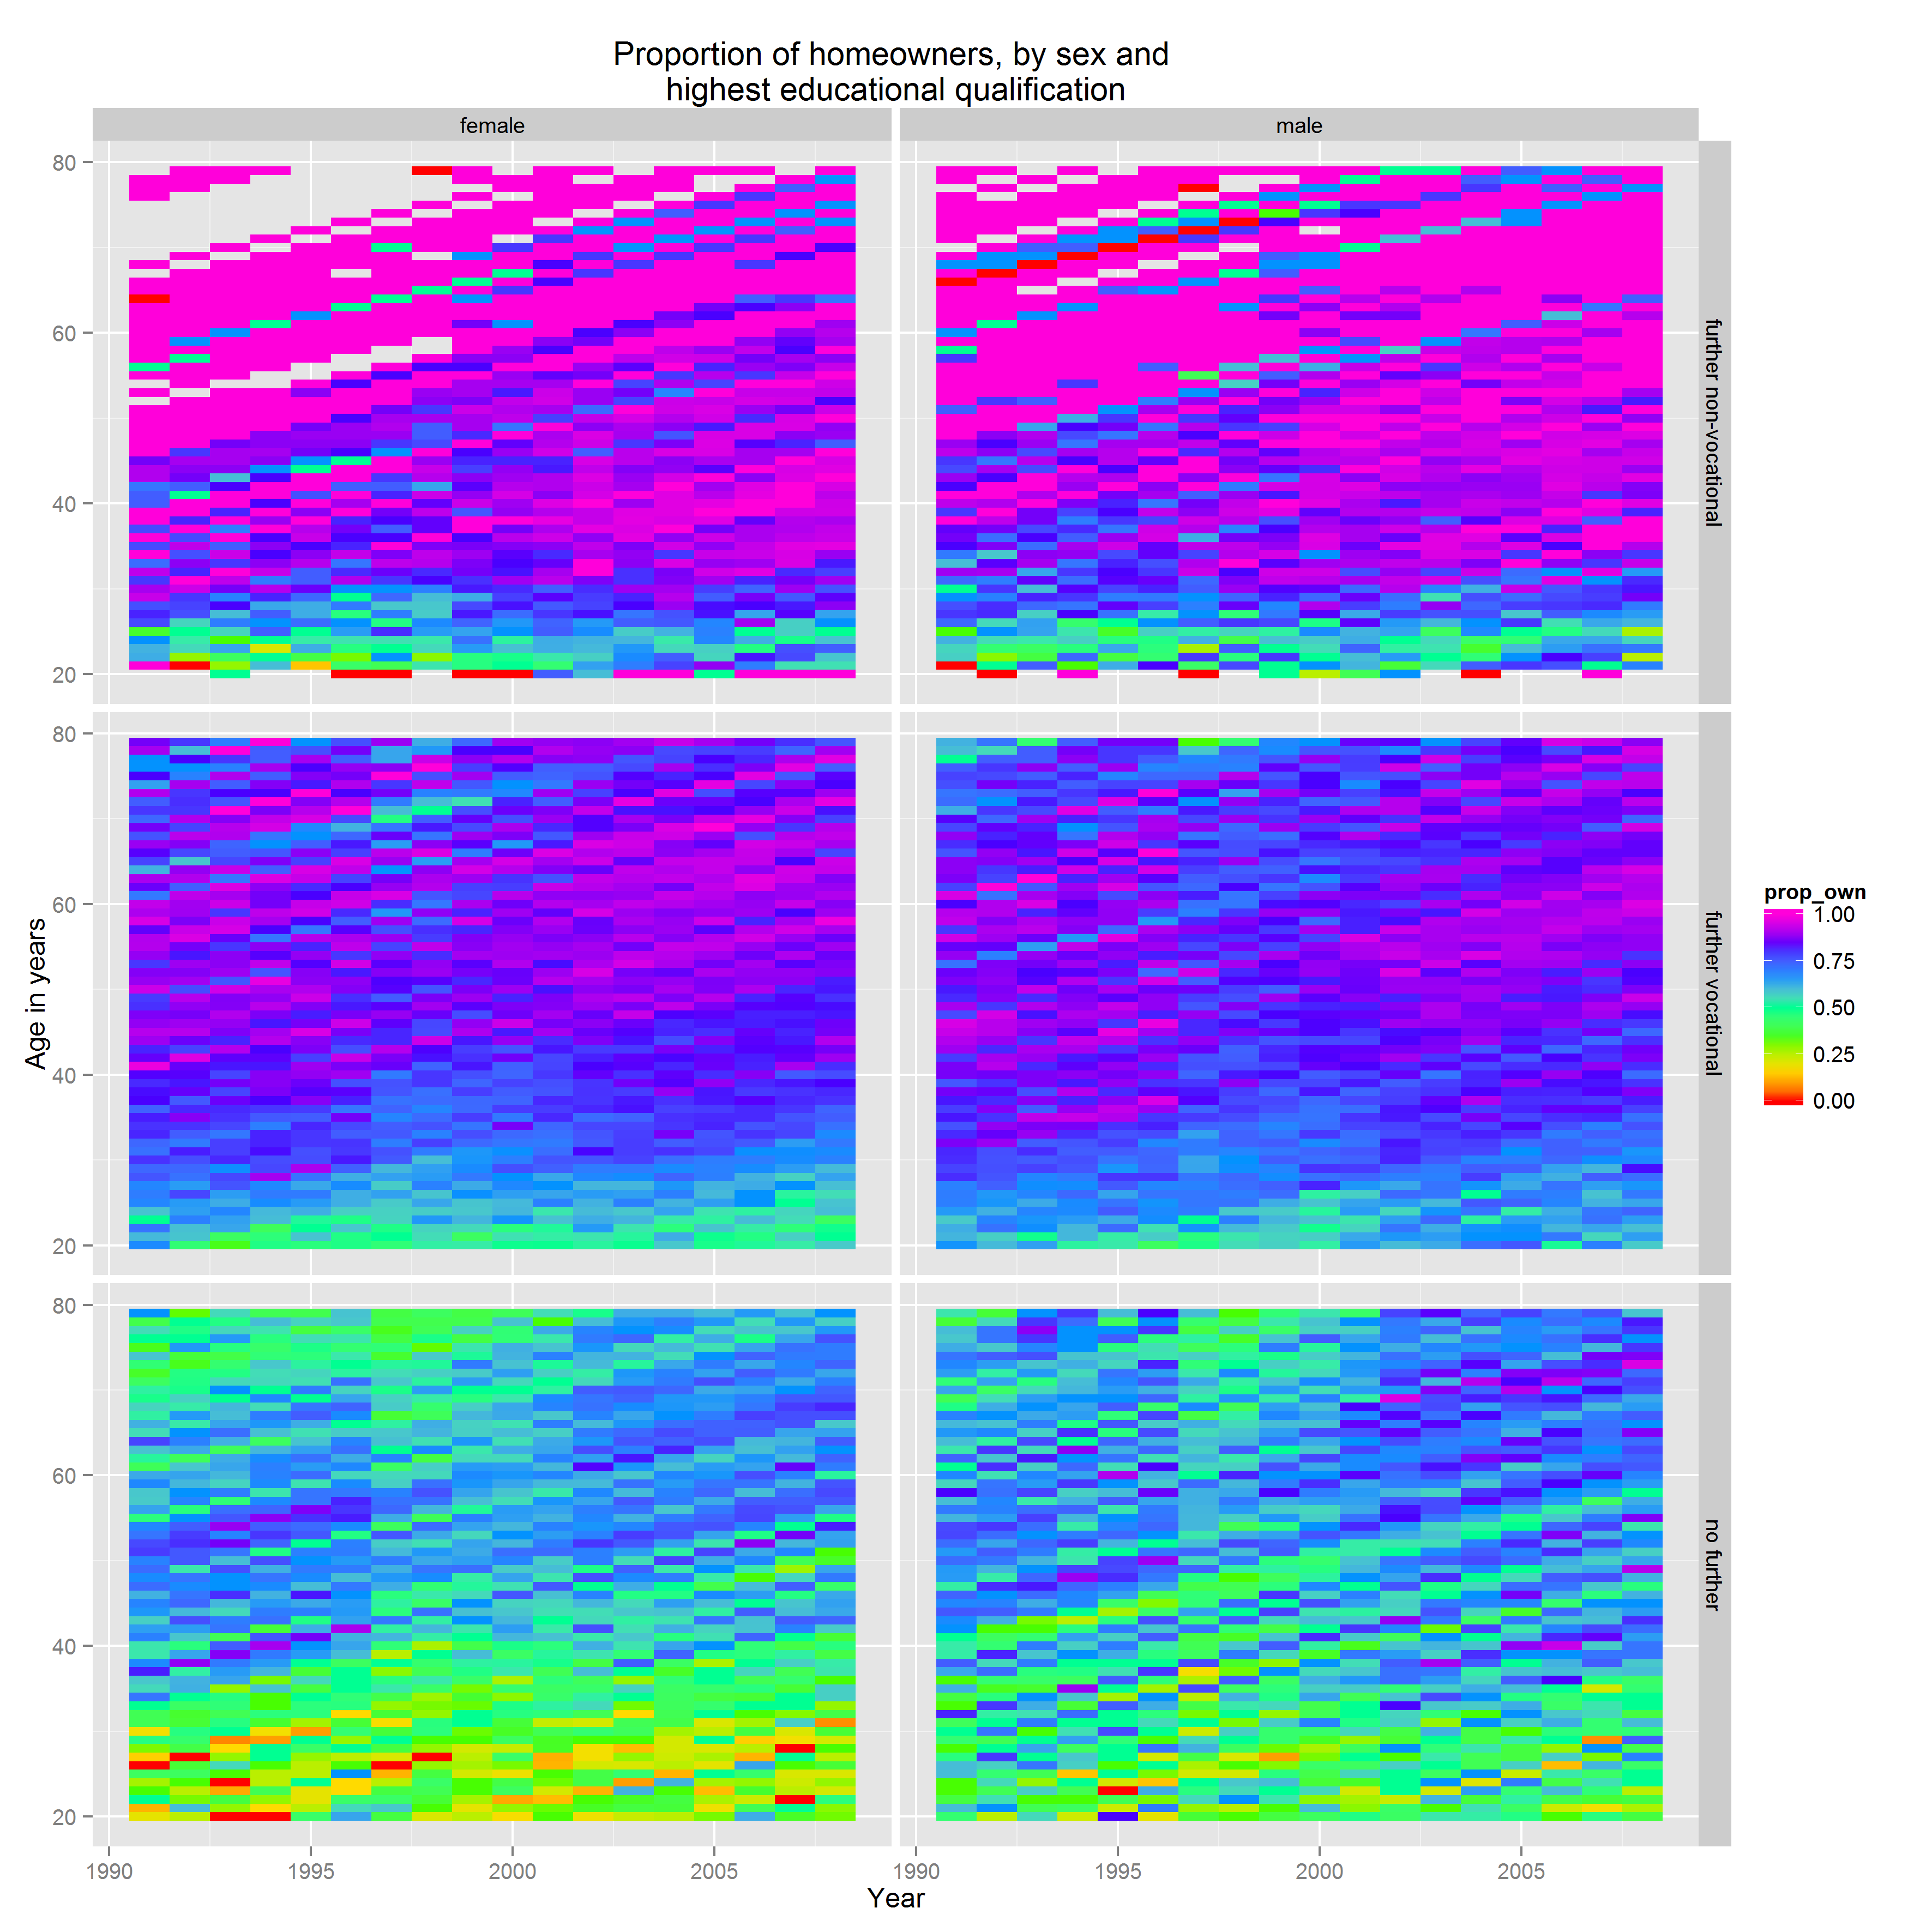 Proportion of homeowners, by sex and
highest educational qualification
female
male
80
60
40
20
further non-vocational
80
60
40
20
further vocational
80
60
40
20
no further
Age in years
1990
1995
2000
2005
1990
1995
2000
2005
Year
prop_own
1.00
0.75
0.50
0.25
0.00